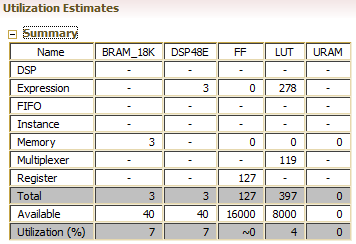 Utilization Estimates
Summary
Name BRAM_18K DSP48E FF LUT URAM
DSP - - - - -
Expression - 3 0 278 -
FIFO - - - - -
Instance - - - - -
Memory 3 - 0 0 0
Multiplexer - - - 119 -
Register - - 127 - -
Total 3 3 127 397 0
Available 40 40 16000 8000 0
Utilization (%) 7 7 ~0 4 0